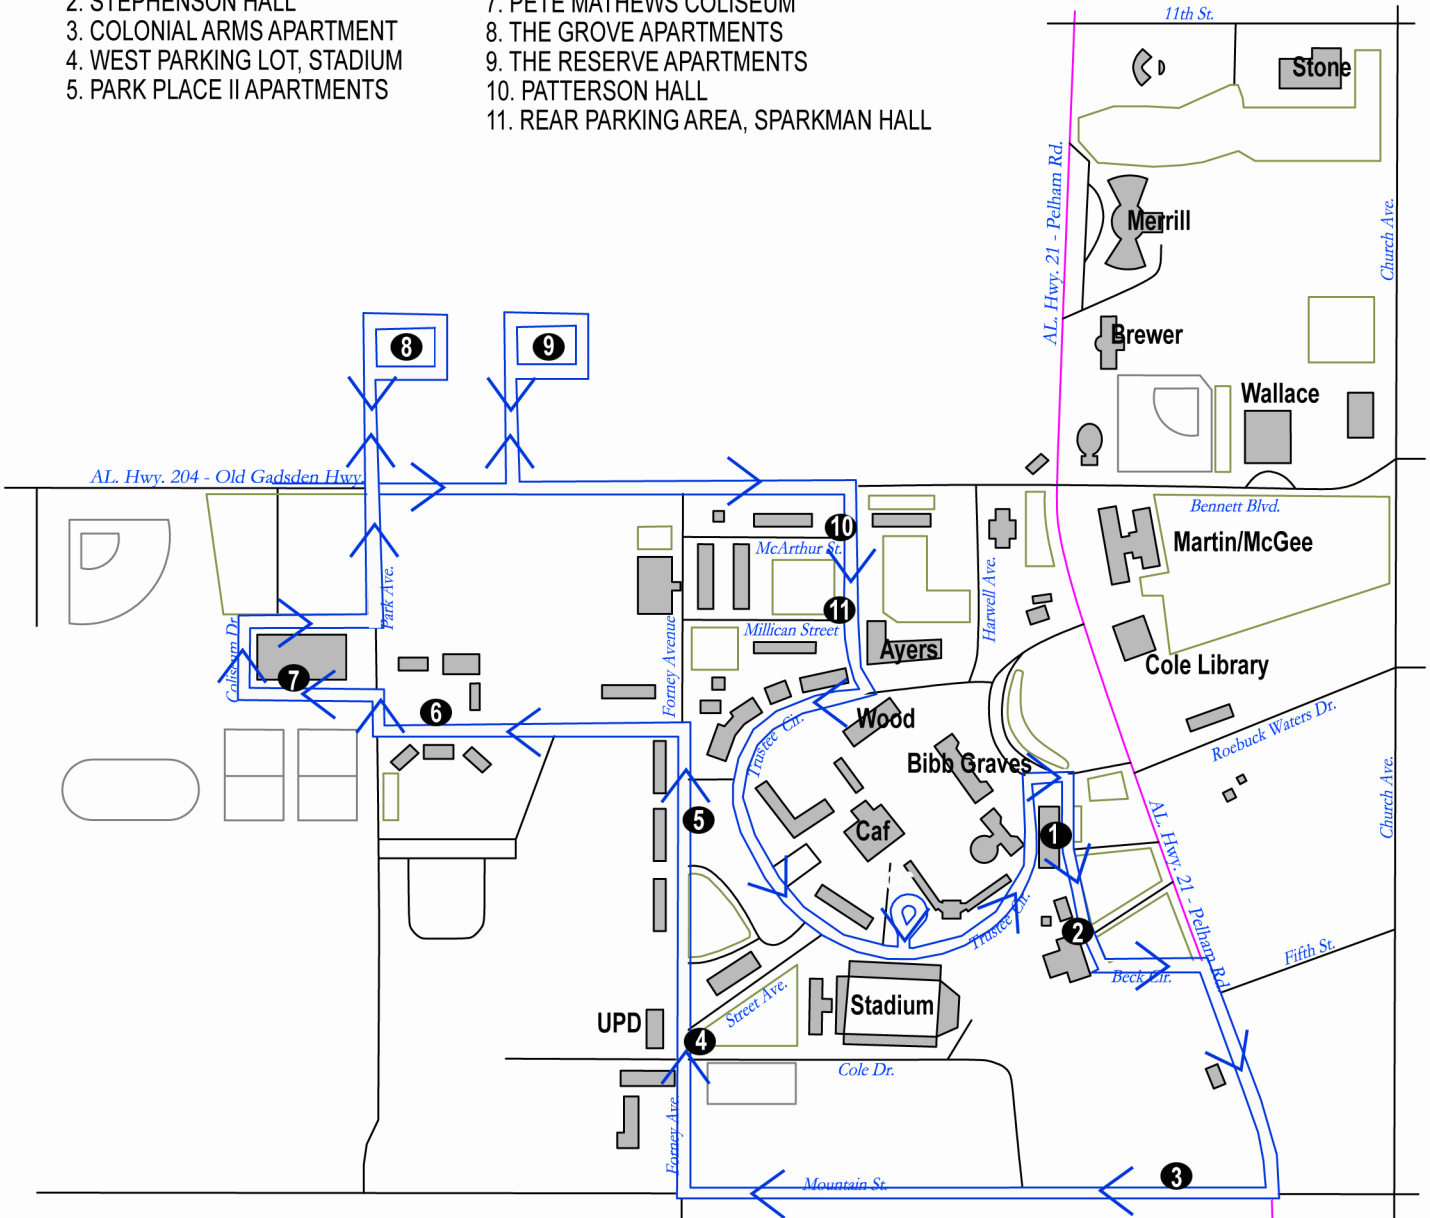 2. STEPHENSON HALL
3. COLONIAL ARMS APARTMENT
4. WEST PARKING LOT, STADIUM
5. PARK PLACE II APARTMENTS
7. PETE MATHEWS COLISEUM
8. THE GROVE APARTMENTS
9. THE RESERVE APARTMENTS
10. PATTERSON HALL
11. REAR PARKING AREA, SPARKMAN HALL
11th St.
Stone
AL. Hwy. 21 - Pelham Rd.
Merrill
Church Ave.
Brewer
8
9
Wallace
AL. Hwy. 204 - Old Gadsden Hwy.
Bennett Blvd.
10
McArthur St.
Martin/McGee
Harwell Ave.
Park Ave.
11
Millican Street
Forney Avenue
Ayers
Cole Library
Coliseum Dr
7
6
Wood
Trustee Cir.
Roebuck Waters Dr.
Bibb Graves
5
Caf
1
Church Ave.
AL. Hwy. 21 - Pelham Rd
Trustee Cir.
2
Beck Cir.
Fifth St.
Street Ave.
Stadium
UPD
4
Cole Dr.
Forney Ave.
3
Mountain St.